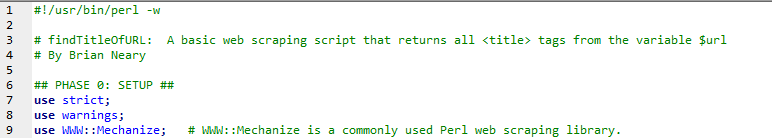 1 #!/usr/bin/perl -w
2
3 # findTitleOfURL:  A basic web scraping script that returns all <title> tags from the variable $url
4 # By Brian Neary
5
6 ## PHASE 0: SETUP ##
7 use strict;
8 use warnings;
9 use WWW::Mechanize;   # WWW::Mechanize is a commonly used Perl web scraping library.